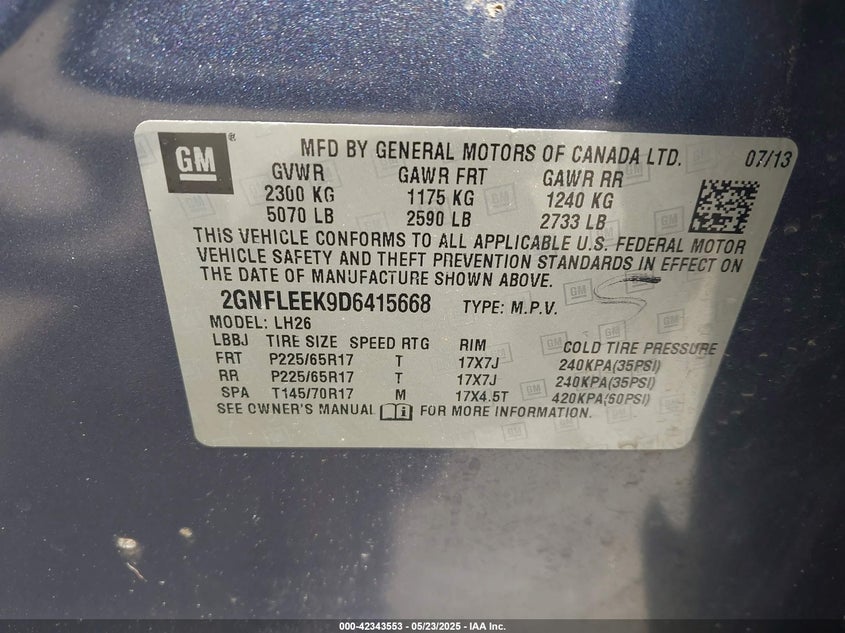 GM ® MFD BY GENERAL MOTORS OF CANADA LTD. 07/13
GVWR GAWR FRT GAWR RR
2300 KG 1175 KG 1240 KG
5070 LB 2590 LB 2733 LB
THIS VEHICLE CONFORMS TO ALL APPLICABLE U.S. FEDERAL MOTOR
VEHICLE SAFETY AND THEFT PREVENTION STANDARDS IN EFFECT ON
THE DATE OF MANUFACTURE SHOWN ABOVE.
2GNFLEEK9D6415668 TYPE: M.P.V.
MODEL: LH26
LBBJ TIRE SIZE SPEED RTG RIM COLD TIRE PRESSURE
FRT P225/65R17 T 17X7J 240KPA(35PSI)
RR P225/65R17 T 17X7J 240KPA(35PSI)
SPA T145/70R17 M 17X4.5T 420KPA(60PSI)
SEE OWNER'S MANUAL FOR MORE INFORMATION.
000-42343553 - 05/23/2025 - IAA Inc.